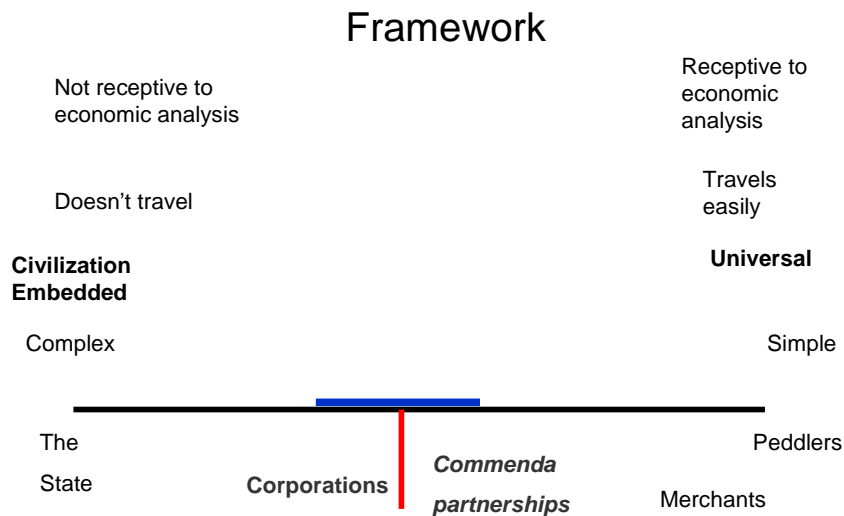 Framework
Not receptive to
economic analysis
Receptive to
economic
analysis
Doesn’t travel
Travels
easily
Civilization
Embedded
Universal
Complex
Simple
The
State
Corporations
Commenda
partnerships
Peddlers
Merchants